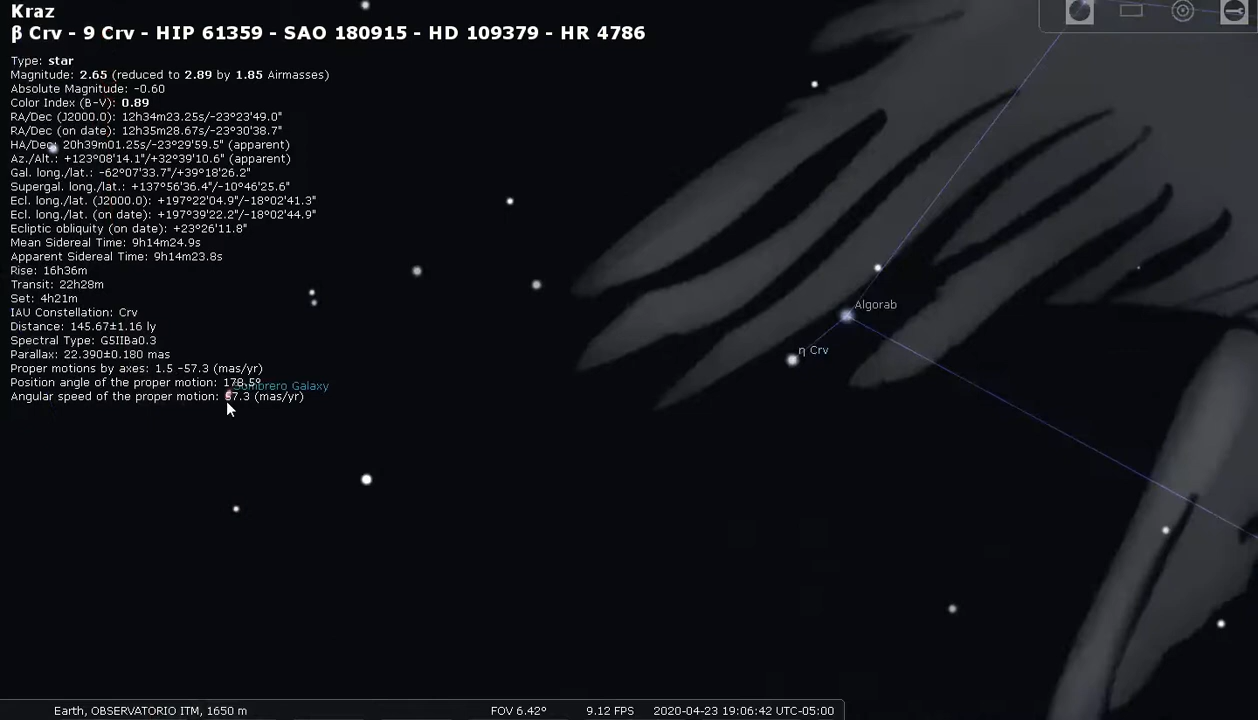 Kraz
β Crv - 9 Crv - HIP 61359 - SAO 180915 - HD 109379 - HR 4786
Type: star
Magnitude: 2.65 (reduced to 2.89 by 1.85 Airmasses)
Absolute Magnitude: -0.60
Color Index (B-V): 0.89
RA/Dec (J2000.0): 12h34m23.25s/-23°23'49.0"
RA/Dec (on date): 12h35m28.67s/-23°30'38.7"
HA/Dec: 20h39m01.25s/-23°29'59.5" (apparent)
Az./Alt.: +123°08'14.1"/+32°39'10.6" (apparent)
Gal. long./lat.: -62°07'33.7"/+39°18'26.2"
Supergal. long./lat.: +137°56'36.4"/-10°46'25.6"
Ecl. long./lat. (J2000.0): +197°22'04.9"/-18°02'41.3"
Ecl. long./lat. (on date): +197°39'22.2"/-18°02'44.9"
Ecliptic obliquity (on date): +23°26'11.8"
Mean Sidereal Time: 9h14m24.9s
Apparent Sidereal Time: 9h14m23.8s
Rise: 16h36m
Transit: 22h28m
Set: 4h21m
IAU Constellation: Crv
Distance: 145.67±1.16 ly
Spectral Type: G5IIBa0.3
Parallax: 22.390±0.180 mas
Proper motions by axes: 1.5 -57.3 (mas/yr)
Position angle of the proper motion: 178.5°
Angular speed of the proper motion: 57.3 (mas/yr)
Sombrero Galaxy
Algorab
η Crv
Earth, OBSERVATORIO ITM, 1650 m
FOV 6.42°
9.12 FPS
2020-04-23 19:06:42 UTC-05:00